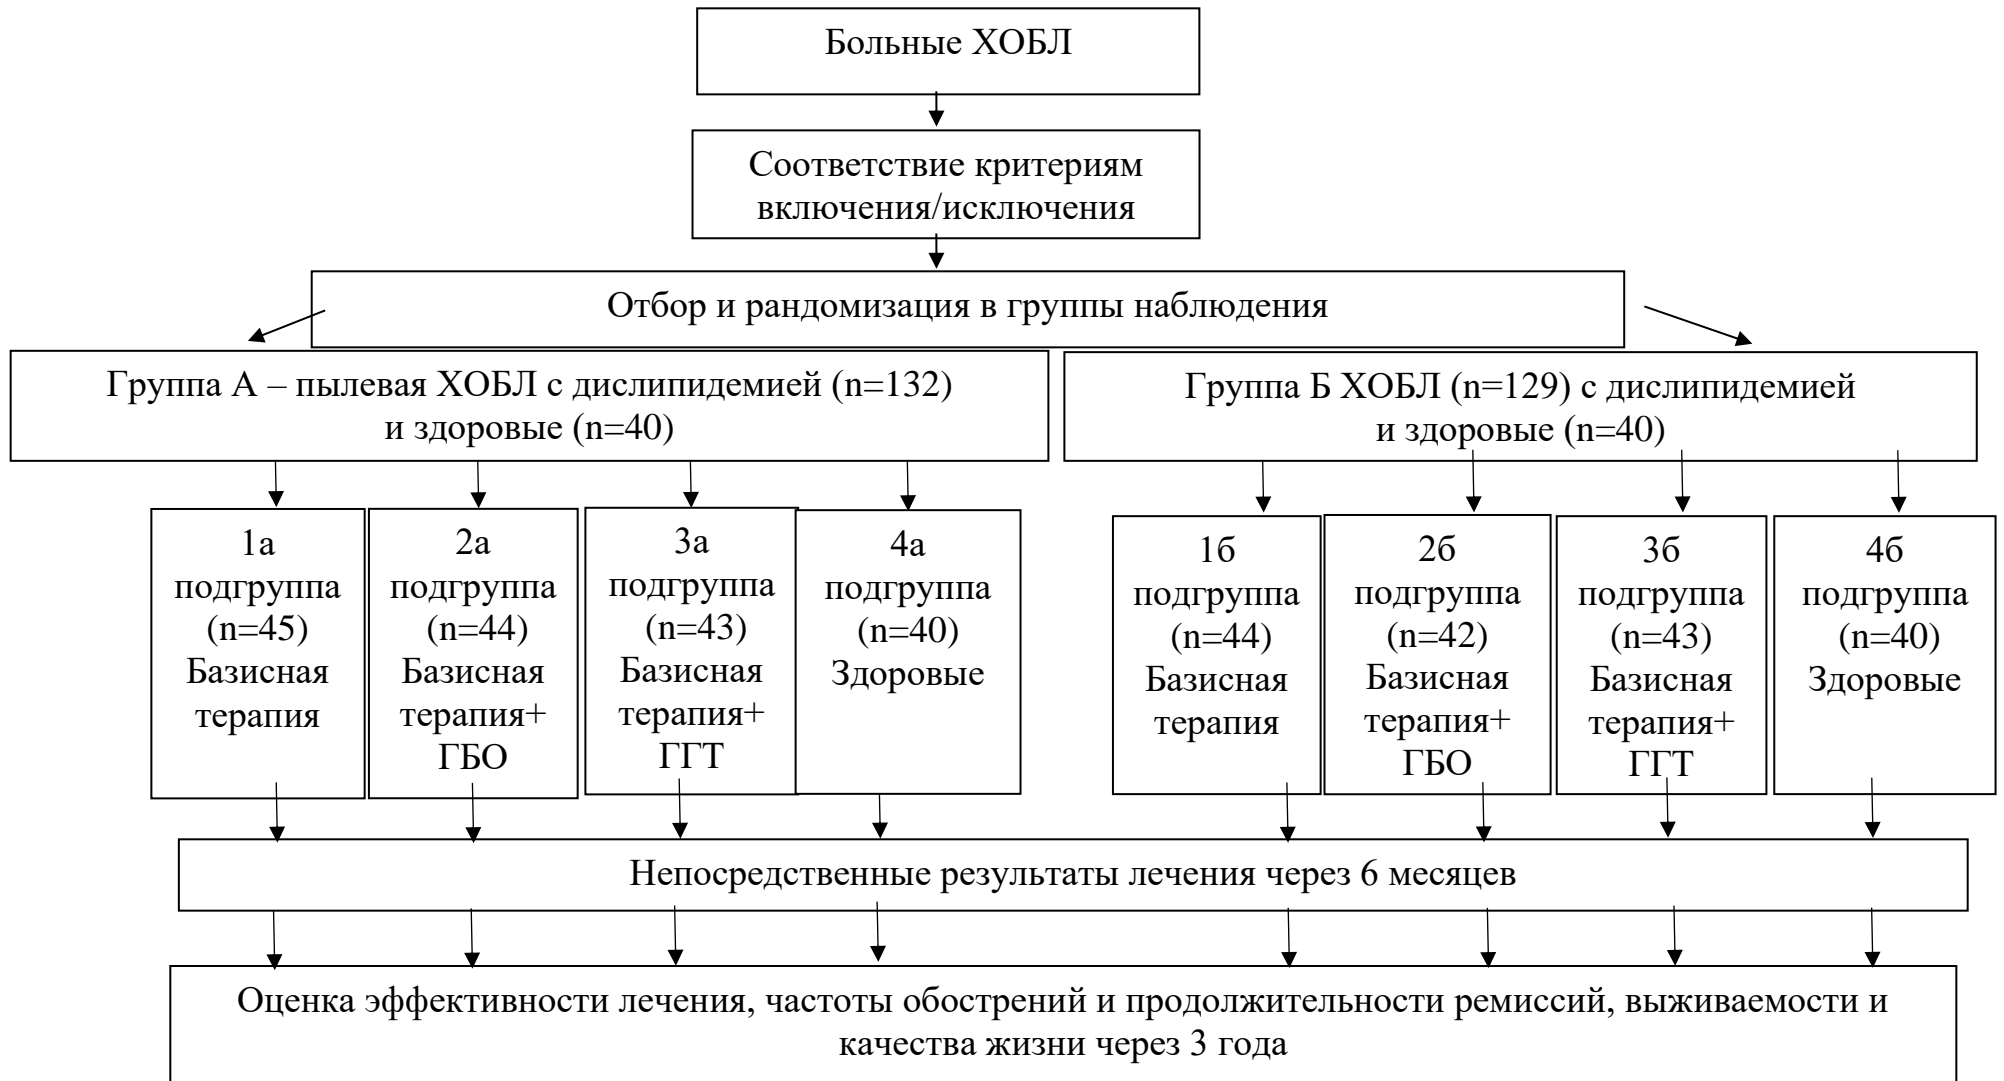 Больные ХОБЛ
Соответствие критериям
включения/исключения
Отбор и рандомизация в группы наблюдения
Группа А – пылевая ХОБЛ с дислипидемией (n=132)
и здоровые (n=40)
Группа Б ХОБЛ (n=129) с дислипидемией
и здоровые (n=40)
1а
подгруппа
(n=45)
Базисная
терапия
2а
подгруппа
(n=44)
Базисная
терапия+
ГБО
3а
подгруппа
(n=43)
Базисная
терапия+
ГГТ
4а
подгруппа
(n=40)
Здоровые
1б
подгруппа
(n=44)
Базисная
терапия
2б
подгруппа
(n=42)
Базисная
терапия+
ГБО
3б
подгруппа
(n=43)
Базисная
терапия+
ГГТ
4б
подгруппа
(n=40)
Здоровые
Непосредственные результаты лечения через 6 месяцев
Оценка эффективности лечения, частоты обострений и продолжительности ремиссий, выживаемости и
качества жизни через 3 года